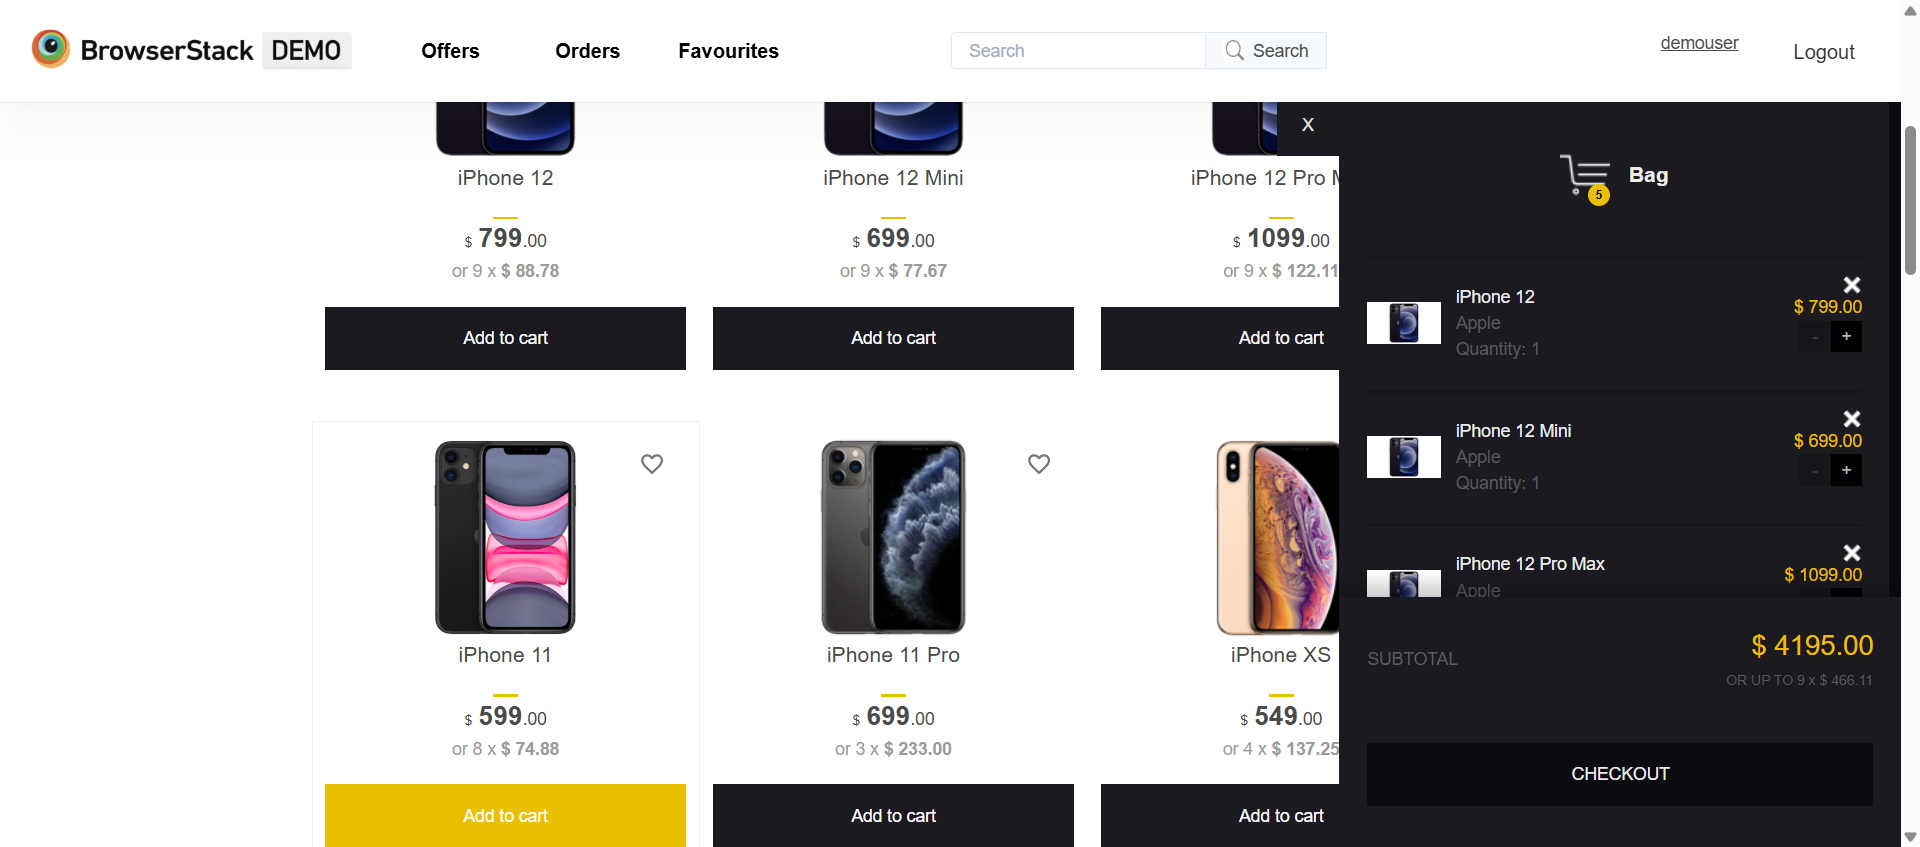 BrowserStack DEMO
Offers
Orders
Favourites
Search
Search
demouser
Logout
iPhone 12
$ 799.00
or 9 x $ 88.78
Add to cart
iPhone 12 Mini
$ 699.00
or 9 x $ 77.67
Add to cart
iPhone 12 Pro
$ 1099.00
or 9 x $ 122.11
Add to cart
iPhone 11
$ 599.00
or 8 x $ 74.88
Add to cart
iPhone 11 Pro
$ 699.00
or 3 x $ 233.00
Add to cart
iPhone XS
$ 549.00
or 4 x $ 137.25
Add to cart
X
5
Bag
iPhone 12
Apple
Quantity: 1
$ 799.00
- +
iPhone 12 Mini
Apple
Quantity: 1
$ 699.00
- +
iPhone 12 Pro Max
Apple
$ 1099.00
SUBTOTAL
$ 4195.00
OR UP TO 9 x $ 466.11
CHECKOUT